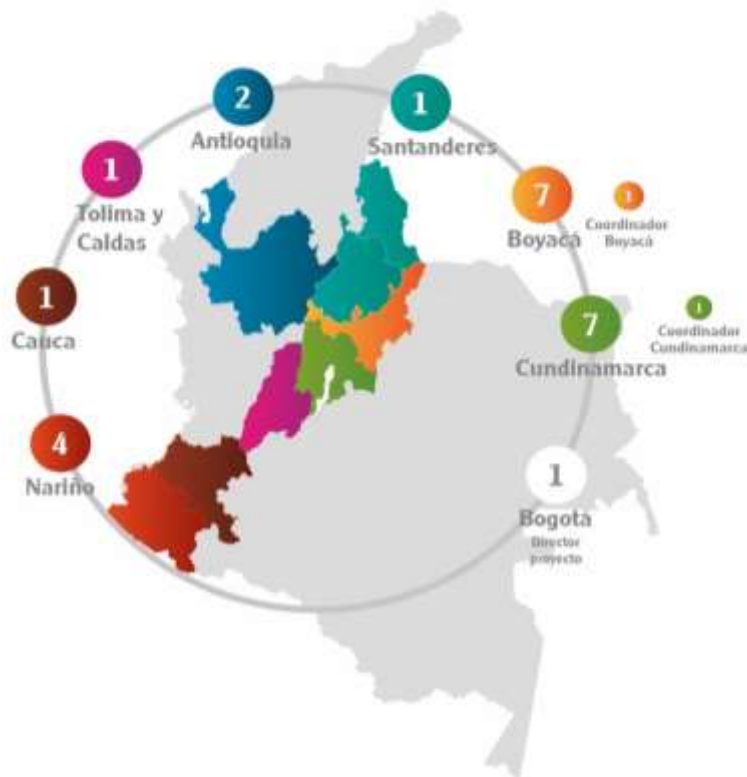 2
Antioquia
1
Santanderes
1
Tolima y
Caldas
7
Boyacá
1
Coordinador
Boyacá
1
Cauca
7
Cundinamarca
1
Coordinador
Cundinamarca
4
Nariño
1
Bogotá
Director
proyecto